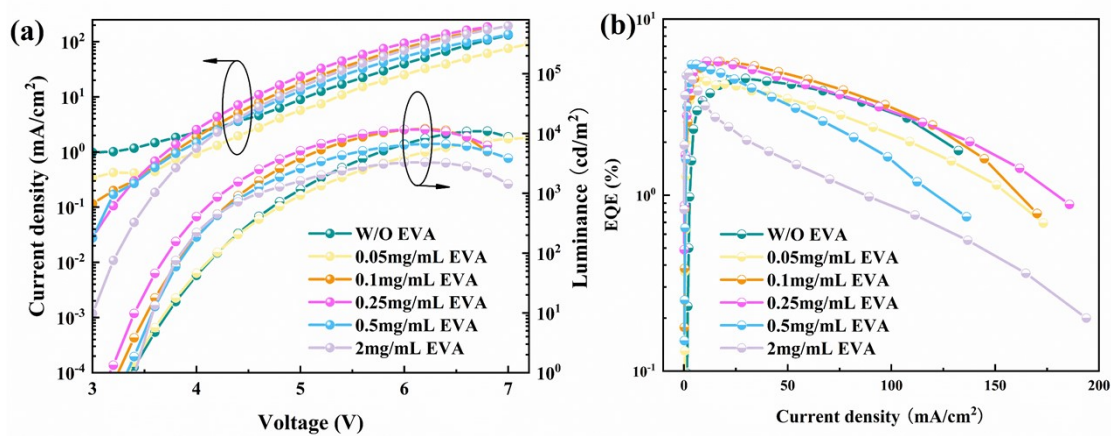 (a)
10²
10¹
10⁰
10⁻¹
10⁻²
10⁻³
10⁻⁴
Current density (mA/cm²)
3
4
5
6
7
Voltage (V)
10⁵
10⁴
10³
10²
10¹
10⁰
Luminance (cd/m²)
W/O EVA
0.05mg/mL EVA
0.1mg/mL EVA
0.25mg/mL EVA
0.5mg/mL EVA
2mg/mL EVA
(b)
10¹
10⁰
10⁻¹
EQE (%)
0
50
100
150
200
Current density (mA/cm²)
W/O EVA
0.05mg/mL EVA
0.1mg/mL EVA
0.25mg/mL EVA
0.5mg/mL EVA
2mg/mL EVA